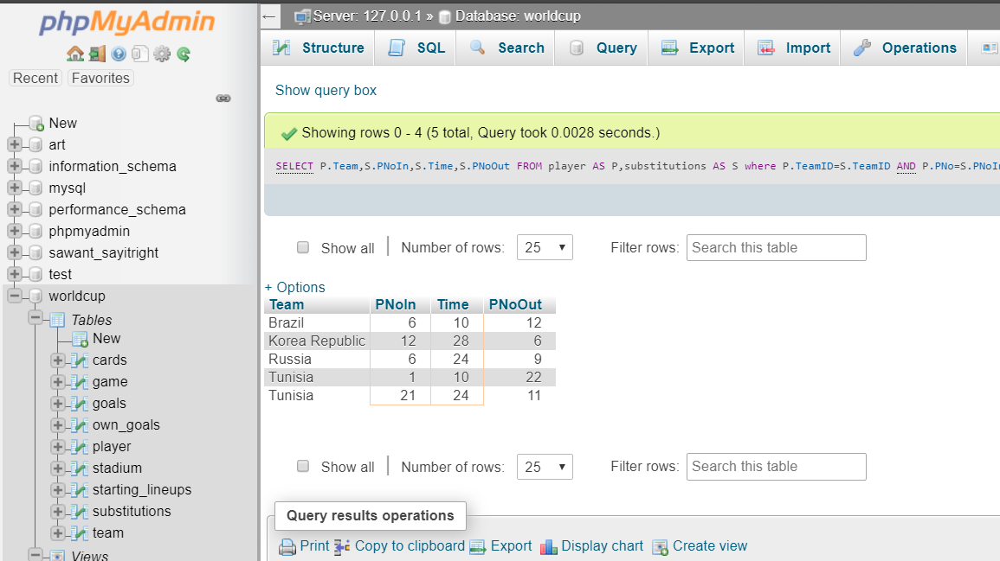 phpMyAdmin
Recent Favorites
New
art
information_schema
mysql
performance_schema
phpmyadmin
sawant_sayitright
test
worldcup
Tables
New
cards
game
goals
own_goals
player
stadium
starting_lineups
substitutions
team
Views
Server: 127.0.0.1 » Database: worldcup
Structure SQL Search Query Export Import Operations
Show query box
Showing rows 0 - 4 (5 total, Query took 0.0028 seconds.)
SELECT P.Team,S.PNoIn,S.Time,S.PNoOut FROM player AS P,substitutions AS S where P.TeamID=S.TeamID AND P.PNo=S.PNoIn
Show all Number of rows: 25 Filter rows: Search this table
+ Options
Team PNoIn Time PNoOut
Brazil 6 10 12
Korea Republic 12 28 6
Russia 6 24 9
Tunisia 1 10 22
Tunisia 21 24 11
Show all Number of rows: 25 Filter rows: Search this table
Query results operations
Print Copy to clipboard Export Display chart Create view